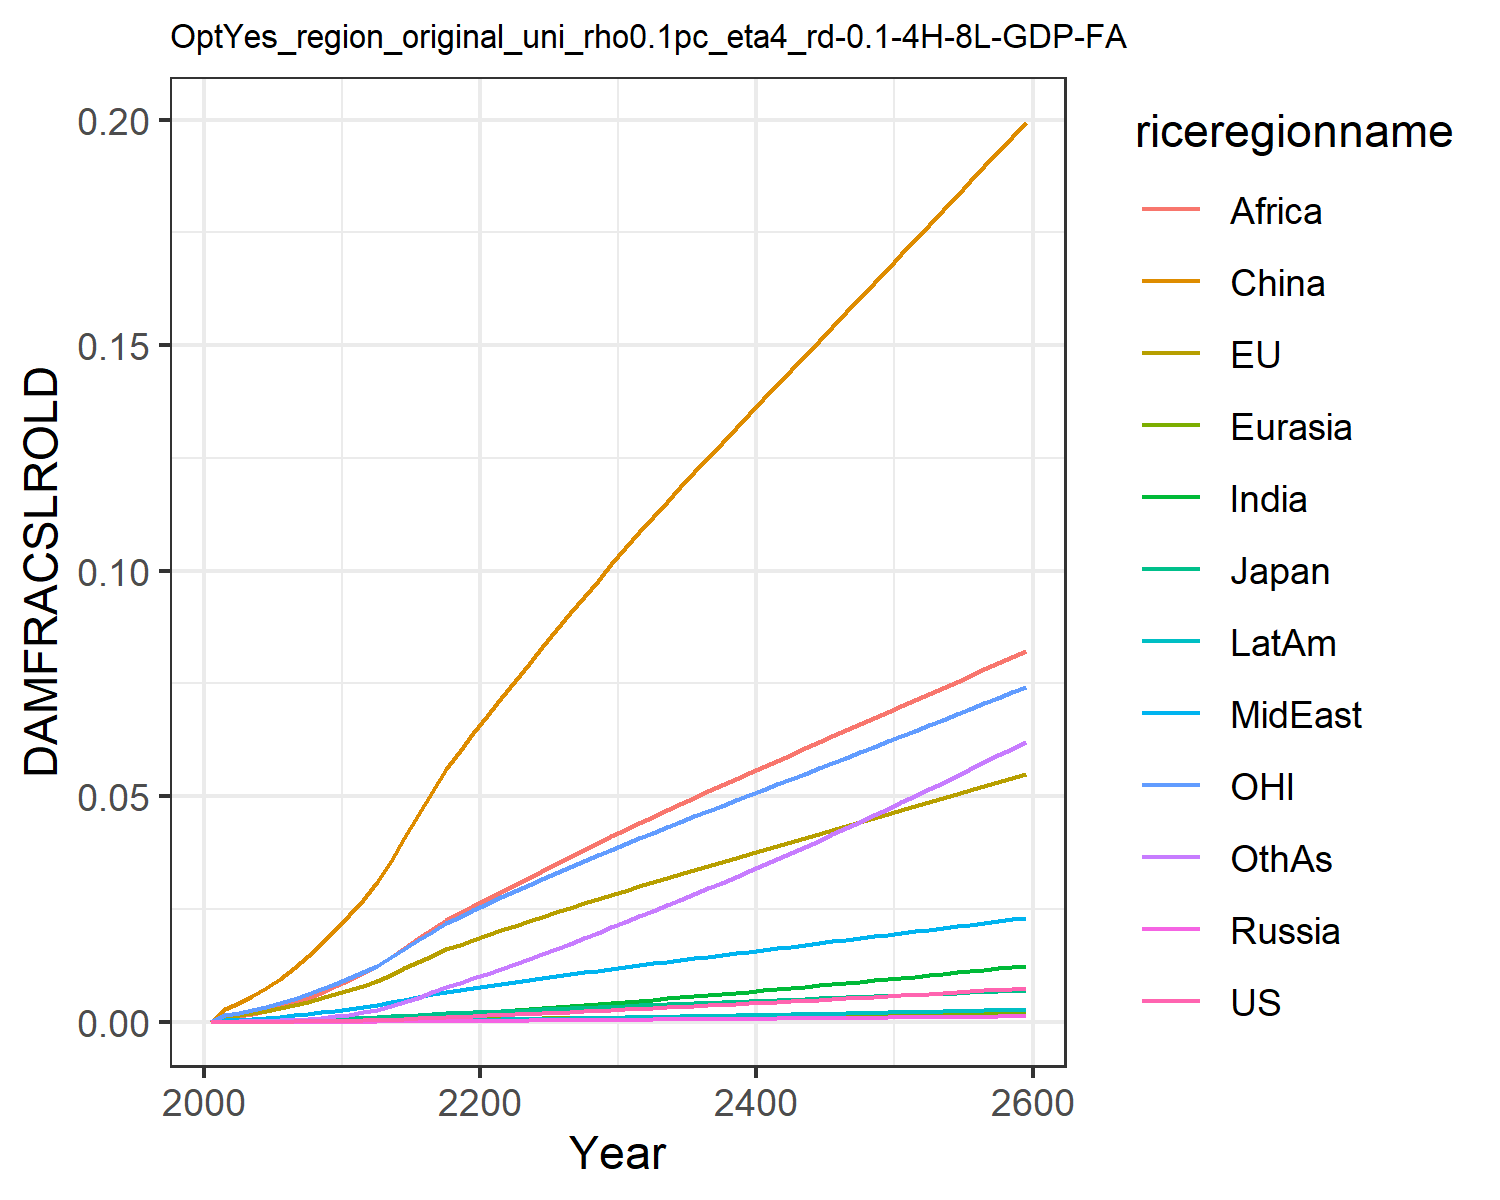 OptYes_region_original_uni_rho0.1pc_eta4_rd-0.1-4H-8L-GDP-FA
0.20
0.15
0.10
0.05
0.00
DAMFRACSLROLD
2000
2200
2400
2600
Year
riceregionname
Africa
China
EU
Eurasia
India
Japan
LatAm
MidEast
OHI
OthAs
Russia
US